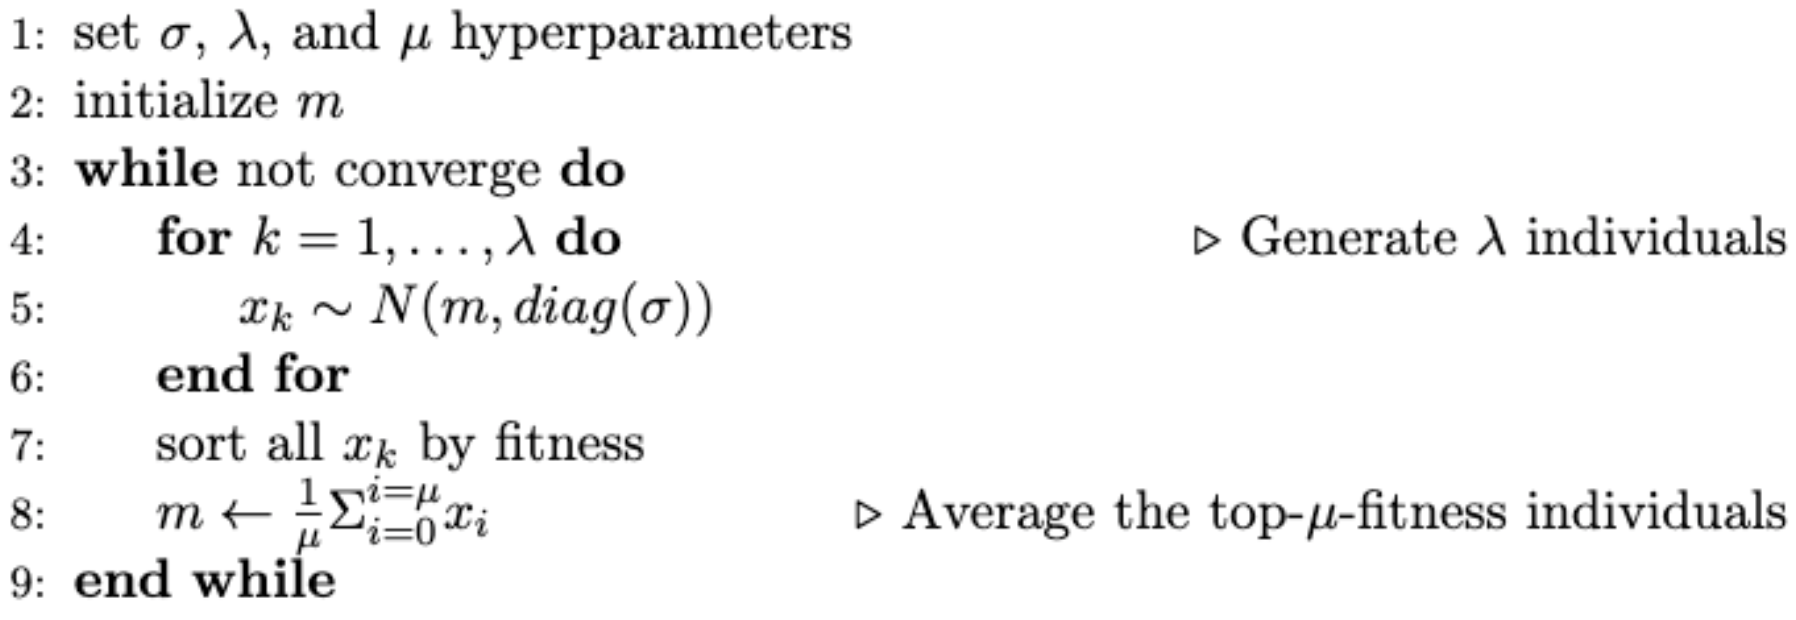 1: set σ, λ, and μ hyperparameters
2: initialize m
3: while not converge do
4: for k = 1, . . . , λ do ▷ Generate λ individuals
5: x_k ∼ N(m, diag(σ))
6: end for
7: sort all x_k by fitness
8: m ← \frac{1}{μ} Σ_{i=0}^{i=μ} x_i ▷ Average the top-μ-fitness individuals
9: end while